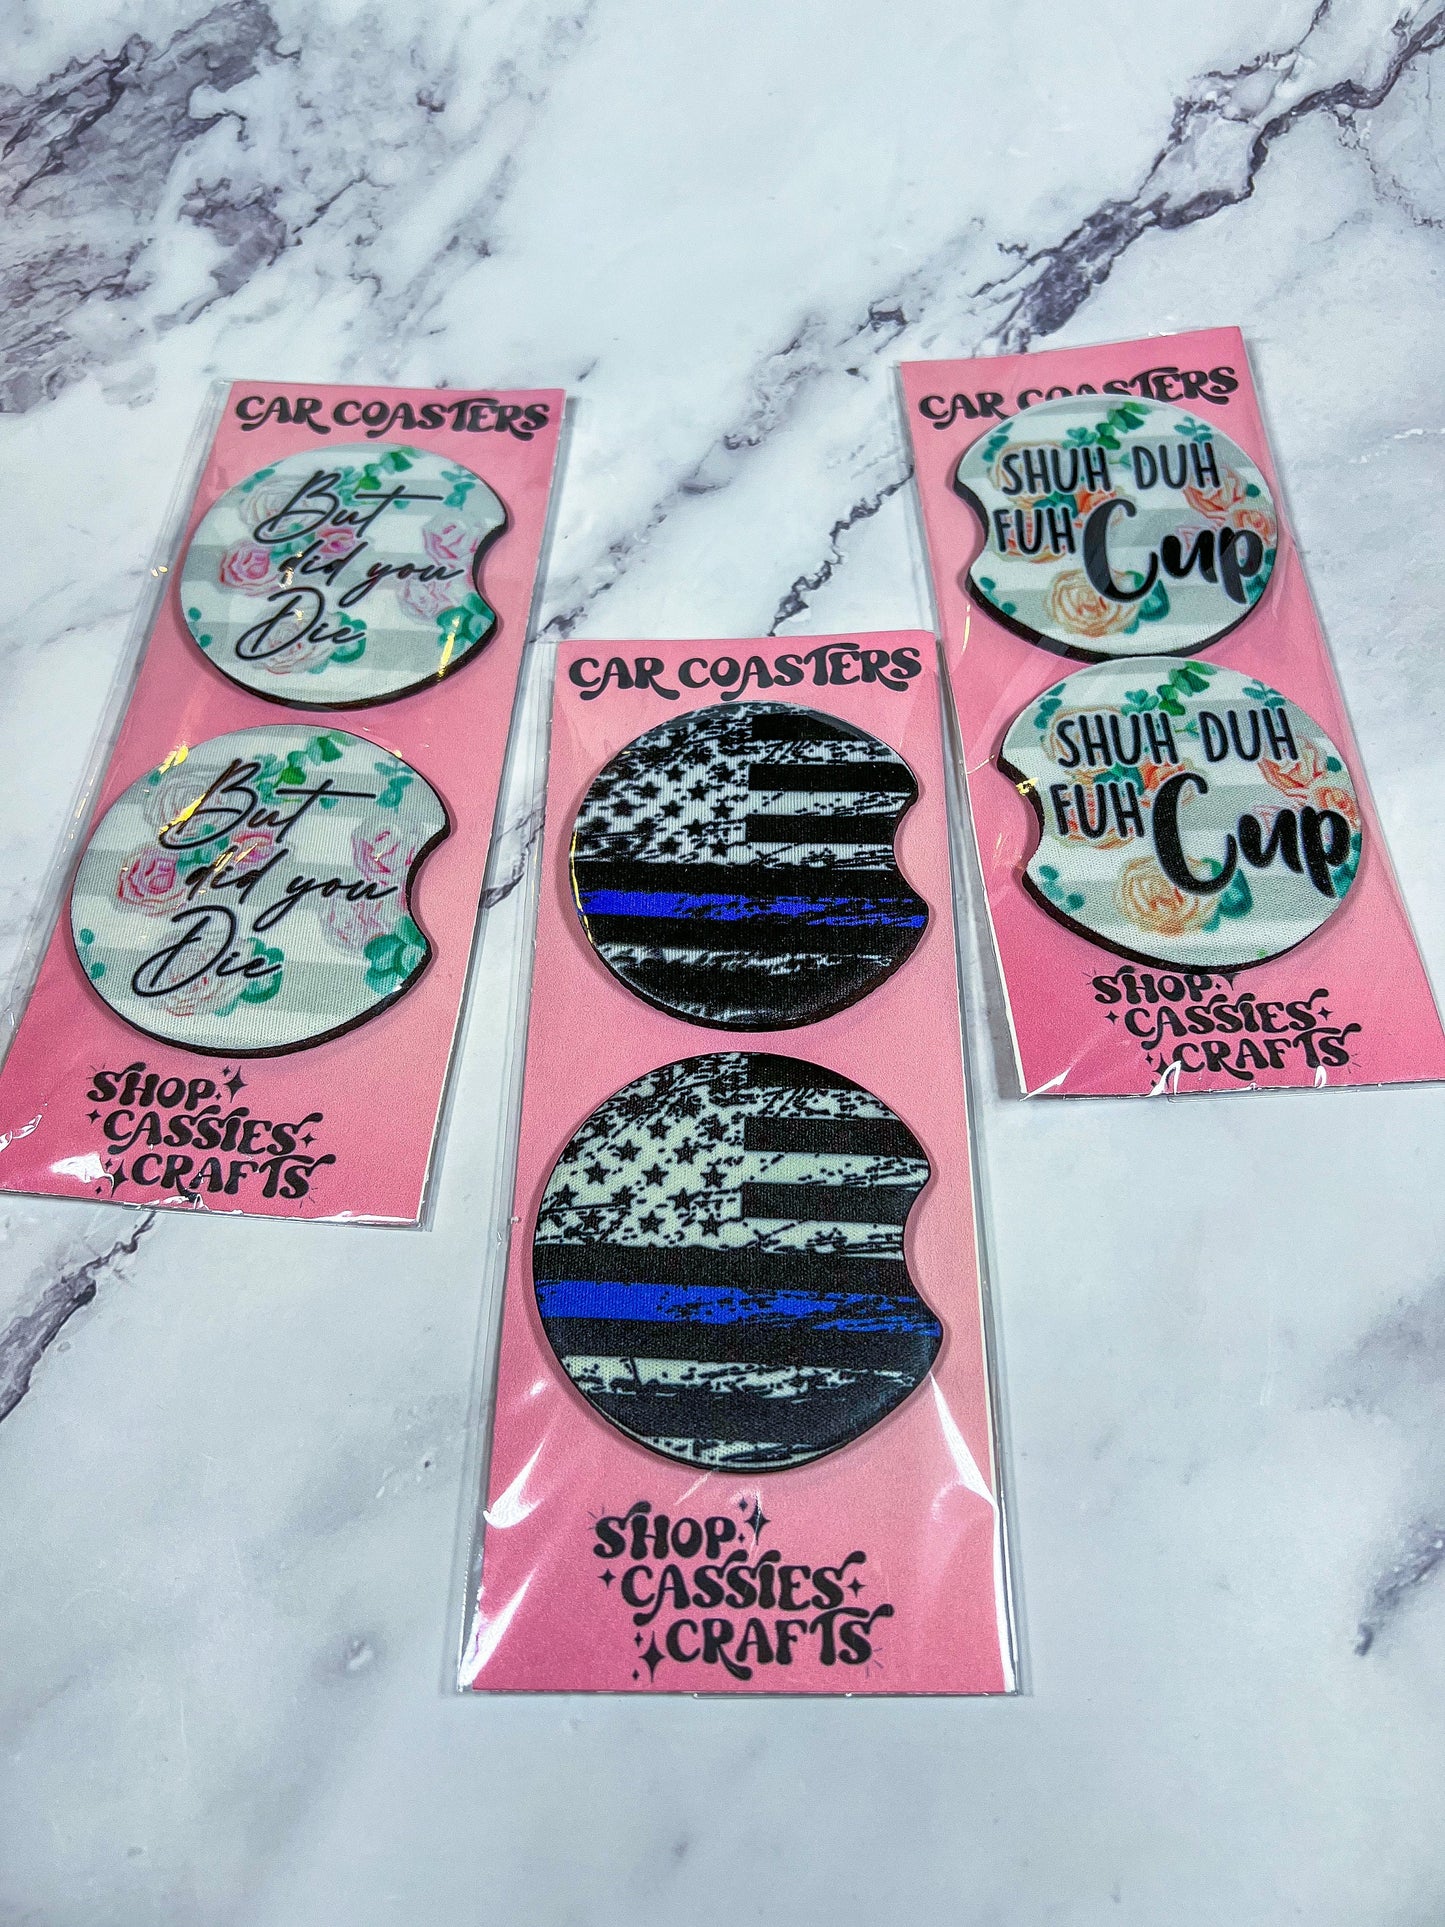 CAR COASTERS
But
did you
Die
But
did you
Die
SHOP
CASSIES
CRAFTS
CAR COASTERS
SHOP
CASSIES
CRAFTS
CAR COASTERS
SHUH DUH
FUH Cup
SHUH DUH
FUH Cup
SHOP
CASSIES
CRAFTS